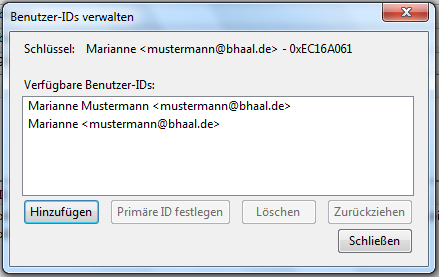 Benutzer-IDs verwalten
Schlüssel: Marianne <mustermann@bhaal.de> - 0xEC16A061
Verfügbare Benutzer-IDs:
Marianne Mustermann <mustermann@bhaal.de>
Marianne <mustermann@bhaal.de>
Hinzufügen Primäre ID festlegen Löschen Zurückziehen
Schließen